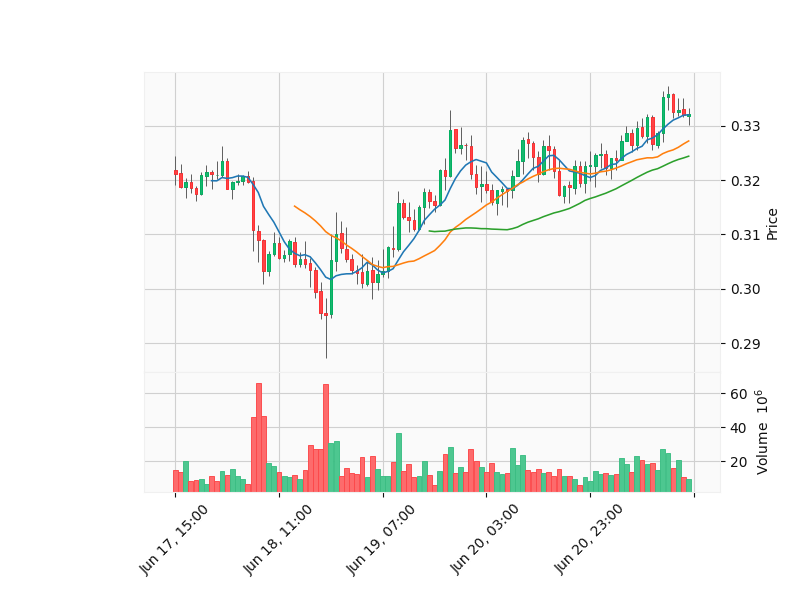 0.33
0.32
0.31
0.30
0.29
Price
60
40
20
Volume 10^6
Jun 17, 15:00
Jun 18, 11:00
Jun 19, 07:00
Jun 20, 03:00
Jun 20, 23:00